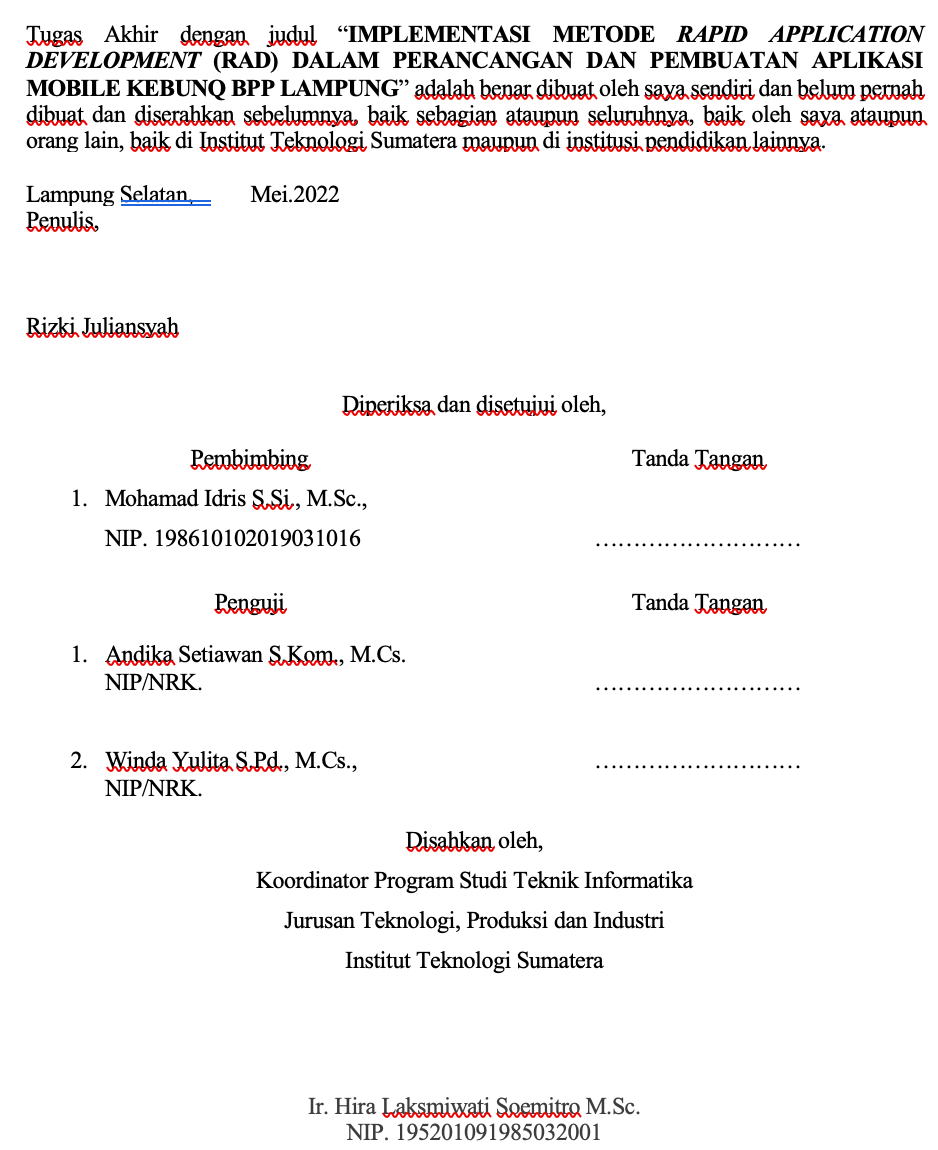 Tugas Akhir dengan judul “IMPLEMENTASI METODE RAPID APPLICATION
DEVELOPMENT (RAD) DALAM PERANCANGAN DAN PEMBUATAN APLIKASI
MOBILE KEBUNQ BPP LAMPUNG” adalah benar dibuat oleh saya sendiri dan belum pernah
dibuat dan diserahkan sebelumnya, baik sebagian ataupun seluruhnya, baik oleh saya ataupun
orang lain, baik di Institut Teknologi Sumatera maupun di institusi pendidikan lainnya.
Lampung Selatan, Mei.2022
Penulis,
Rizki Juliansyah
Diperiksa dan disetujui oleh,
Pembimbing Tanda Tangan
1. Mohamad Idris S.Si., M.Sc.,
NIP. 198610102019031016 ………………………
Penguji Tanda Tangan
1. Andika Setiawan S.Kom., M.Cs.
NIP/NRK. ………………………
2. Winda Yulita S.Pd., M.Cs., ………………………
NIP/NRK.
Disahkan oleh,
Koordinator Program Studi Teknik Informatika
Jurusan Teknologi, Produksi dan Industri
Institut Teknologi Sumatera
Ir. Hira Laksmiwati Soemitro M.Sc.
NIP. 195201091985032001